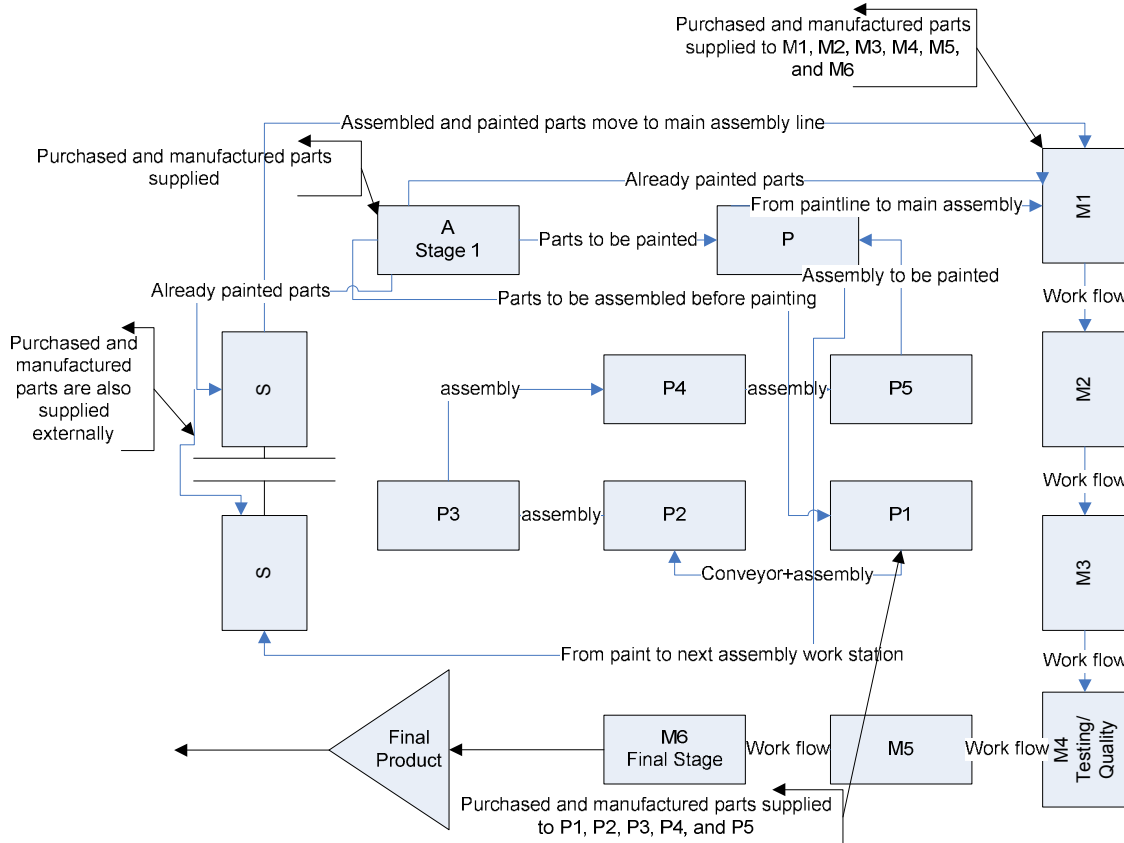 Purchased and manufactured parts
supplied to M1, M2, M3, M4, M5,
and M6
Assembled and painted parts move to main assembly line
Purchased and manufactured parts
supplied
Already painted parts
From paintline to main assembly
M1
A
Stage 1
Parts to be painted
P
Assembly to be painted
Already painted parts
Parts to be assembled before painting
Work flow
Purchased and
manufactured
parts are also
supplied
externally
S
assembly
P4
assembly
P5
M2
Work flow
P3
assembly
P2
P1
S
Conveyor+assembly
M3
From paint to next assembly work station
Work flow
Final
Product
M6
Final Stage
Work flow
M5
Work flow
M4
Testing/
Quality
Purchased and manufactured parts supplied
to P1, P2, P3, P4, and P5